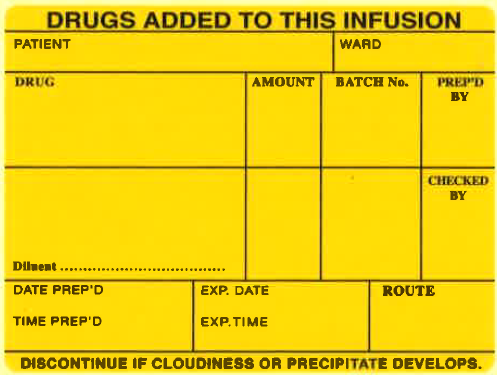 DRUGS ADDED TO THIS INFUSION
PATIENT WARD
DRUG AMOUNT BATCH No. PREP'D
BY
CHECKED
BY
Diluent ......................................
DATE PREP'D EXP. DATE ROUTE
TIME PREP'D EXP.TIME
DISCONTINUE IF CLOUDINESS OR PRECIPITATE DEVELOPS.